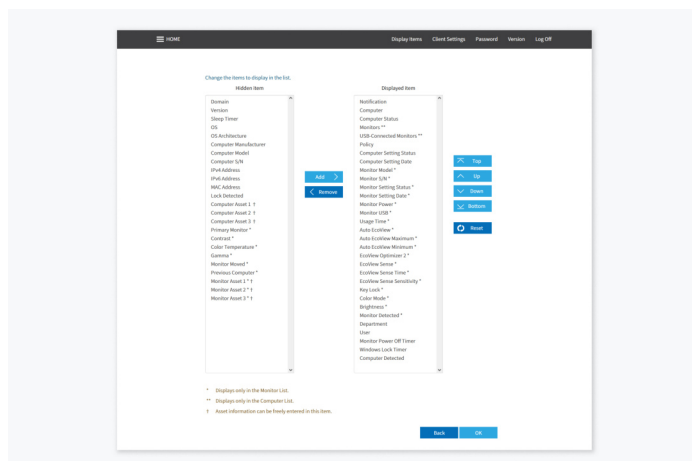 HOME
Display Items Client Settings Password Version Log Off
Change the items to display in the list.
Hidden item
Domain
Version
Sleep Timer
OS
OS Architecture
Computer Manufacturer
Computer Model
Computer S/N
IPv4 Address
IPv6 Address
MAC Address
Lock Detected
Computer Asset 1 †
Computer Asset 2 †
Computer Asset 3 †
Primary Monitor *
Contrast *
Color Temperature *
Gamma *
Monitor Moxed *
Previous Computer *
Monitor Asset 1 * †
Monitor Asset 2 * †
Monitor Asset 3 * †
Add
Remove
Displayed item
Notification
Computer
Computer Status
Monitors **
USB-Connected Monitors **
Policy
Computer Setting Status
Computer Setting Date
Monitor Model *
Monitor S/N *
Monitor Setting Status *
Monitor Setting Date *
Monitor Power *
Monitor USB *
Usage Time *
Auto EcoView *
Auto EcoView Maximum *
Auto EcoView Minimum *
EcoView Optimizer 2 *
EcoView Sense *
EcoView Sense Time *
EcoView Sense Sensitivity *
Key Lock *
Color Mode *
Brightness *
Monitor Detected *
Department
User
Monitor Power Off Timer
Windows Lock Timer
Computer Detected
Top
Up
Down
Bottom
Reset
* Displays only in the Monitor List.
** Displays only in the Computer List.
† Asset information can be freely entered in this item.
Back OK